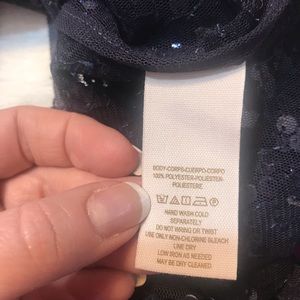 BODY-CORPS-CUERPO-CORPO
100% POLYESTER-POLIÉSTER-
POLIESTERE
HAND WASH COLD
SEPARATELY
DO NOT WRING OR TWIST
USE ONLY NON-CHLORINE BLEACH
LINE DRY
LOW IRON AS NEEDED
MAY BE DRY CLEANED